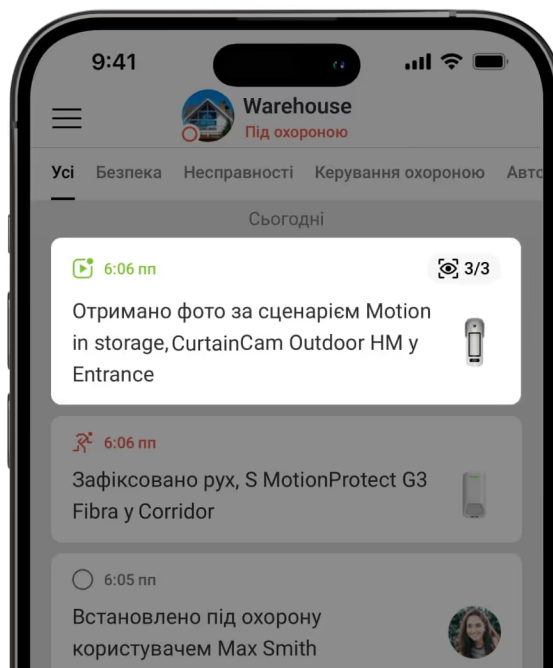 9:41
Warehouse
Під охороною
Усі Безпека Несправності Керування охороною Авто
Сьогодні
6:06 пп 3/3
Отримано фото за сценарієм Motion
in storage, CurtainCam Outdoor HM у
Entrance
6:06 пп
Зафіксовано рух, S MotionProtect G3
Fibra у Corridor
6:05 пп
Встановлено під охорону
користувачем Max Smith